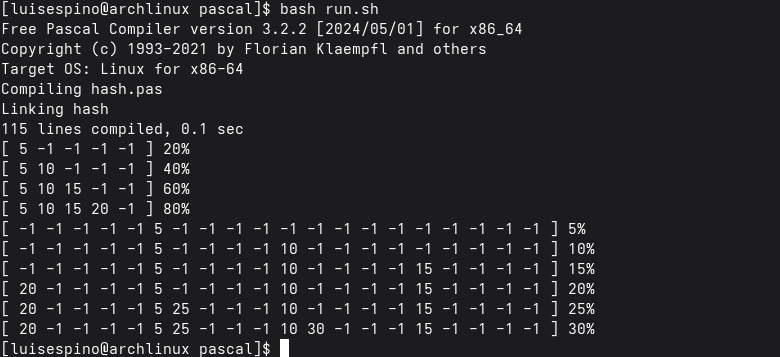 [luisespino@archlinux pascal]$ bash run.sh
Free Pascal Compiler version 3.2.2 [2024/05/01] for x86_64
Copyright (c) 1993-2021 by Florian Klaempfl and others
Target OS: Linux for x86-64
Compiling hash.pas
Linking hash
115 lines compiled, 0.1 sec
[ 5 -1 -1 -1 -1 ] 20%
[ 5 10 -1 -1 -1 ] 40%
[ 5 10 15 -1 -1 ] 60%
[ 5 10 15 20 -1 ] 80%
[ -1 -1 -1 -1 -1 5 -1 -1 -1 -1 -1 -1 -1 -1 -1 -1 -1 -1 -1 -1 ] 5%
[ -1 -1 -1 -1 -1 5 -1 -1 -1 -1 10 -1 -1 -1 -1 -1 -1 -1 -1 -1 ] 10%
[ -1 -1 -1 -1 -1 5 -1 -1 -1 -1 10 -1 -1 -1 -1 15 -1 -1 -1 -1 ] 15%
[ 20 -1 -1 -1 -1 5 -1 -1 -1 -1 10 -1 -1 -1 -1 15 -1 -1 -1 -1 ] 20%
[ 20 -1 -1 -1 -1 5 25 -1 -1 -1 10 -1 -1 -1 -1 15 -1 -1 -1 -1 ] 25%
[ 20 -1 -1 -1 -1 5 25 -1 -1 -1 10 30 -1 -1 -1 15 -1 -1 -1 -1 ] 30%
[luisespino@archlinux pascal]$